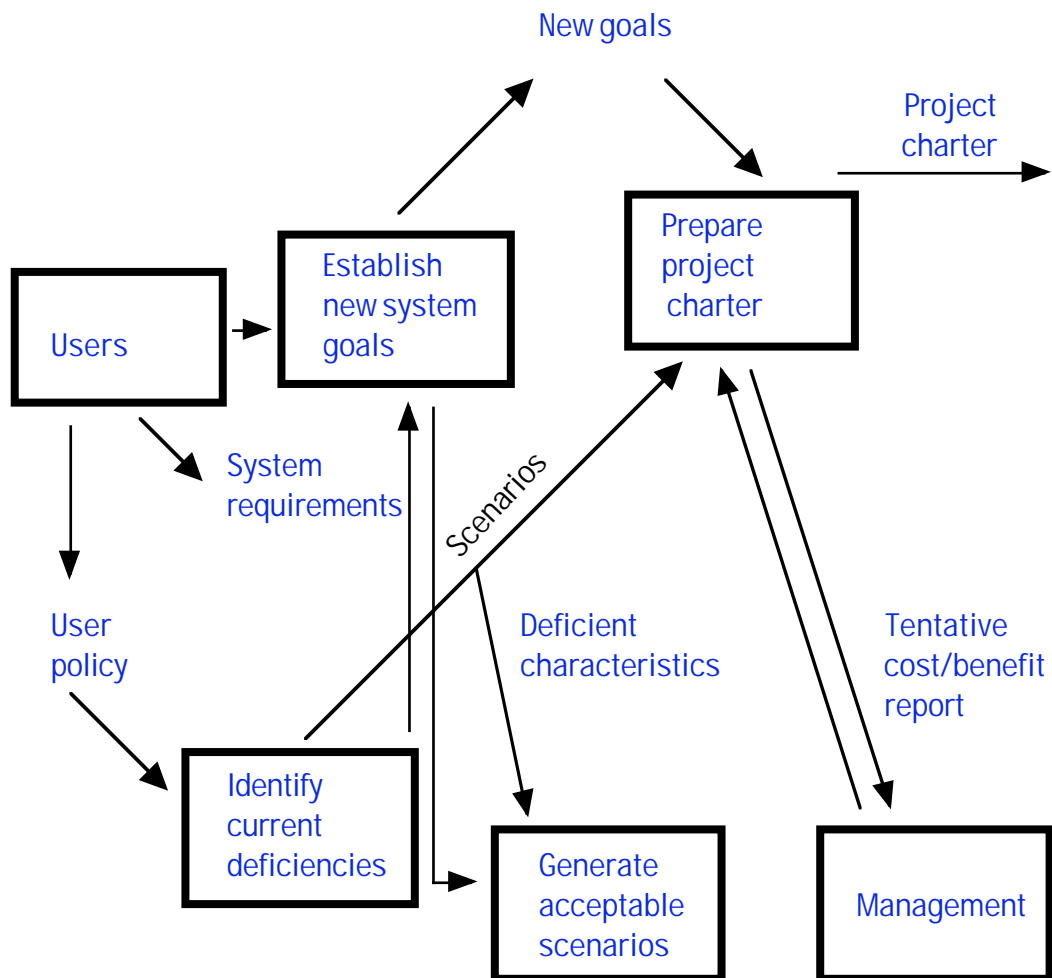 New goals
Project
charter
Prepare
project
charter
Establish
new system
goals
Users
System
requirements
Scenarios
User
policy
Deficient
characteristics
Tentative
cost/benefit
report
Identify
current
deficiencies
Generate
acceptable
scenarios
Management